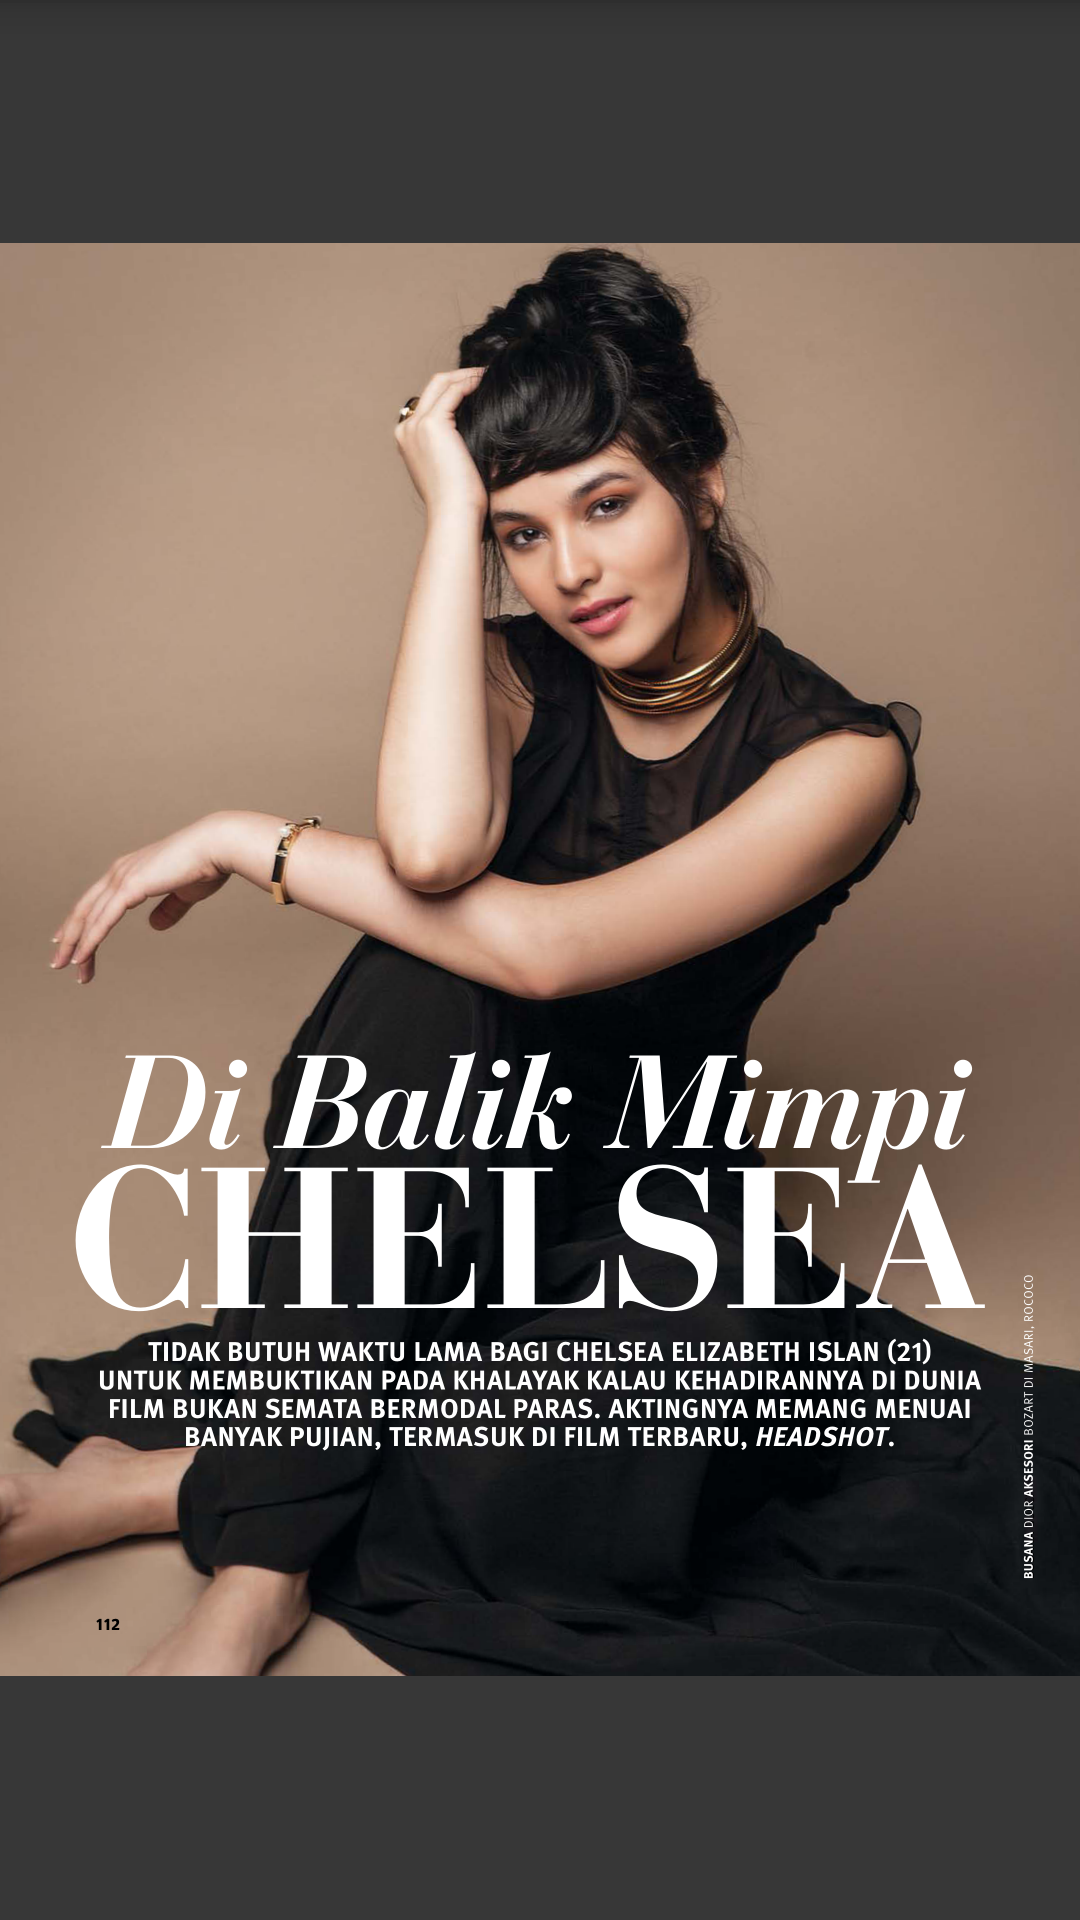 Di Balik Mimpi
CHELSEA
TIDAK BUTUH WAKTU LAMA BAGI CHELSEA ELIZABETH ISLAN (21)
UNTUK MEMBUKTIKAN PADA KHALAYAK KALAU KEHADIRANNYA DI DUNIA
FILM BUKAN SEMATA BERMODAL PARAS. AKTINGNYA MEMANG MENUAI
BANYAK PUJIAN, TERMASUK DI FILM TERBARU, HEADSHOT.
BUSANA DIOR AKSESORI BOZART DI MASARI, ROCOCO
112